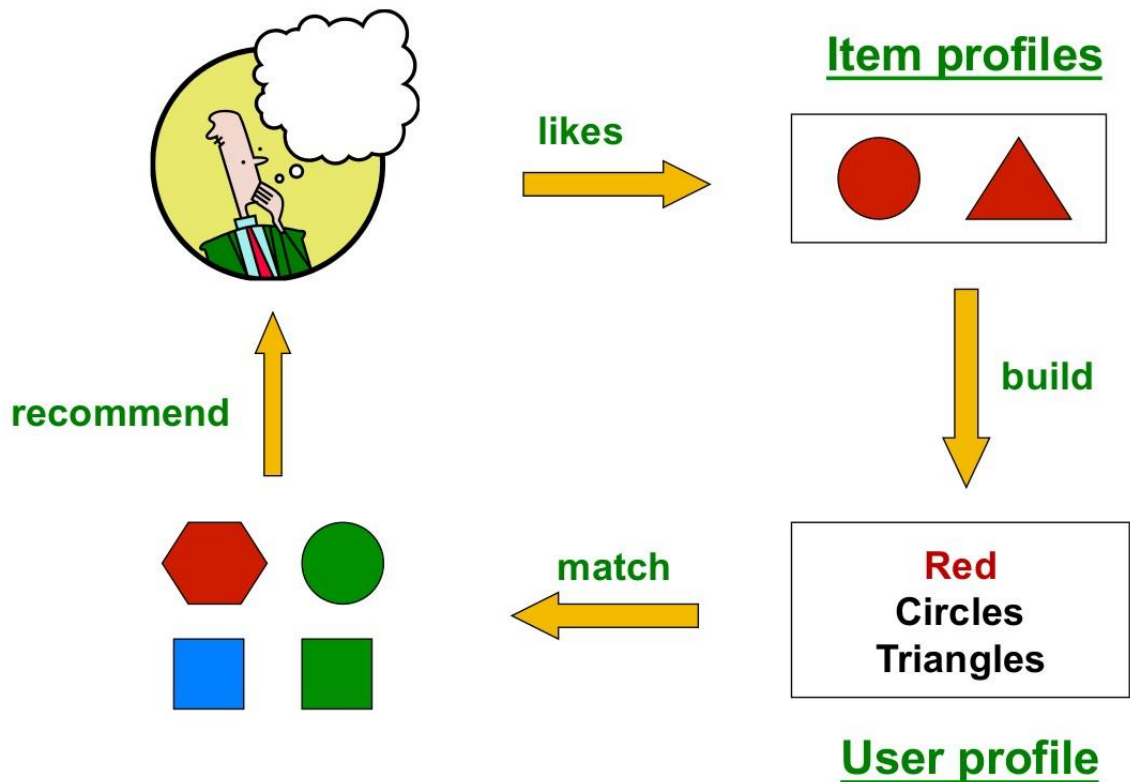 Item profiles
likes
build
recommend
match
Red
Circles
Triangles
User profile